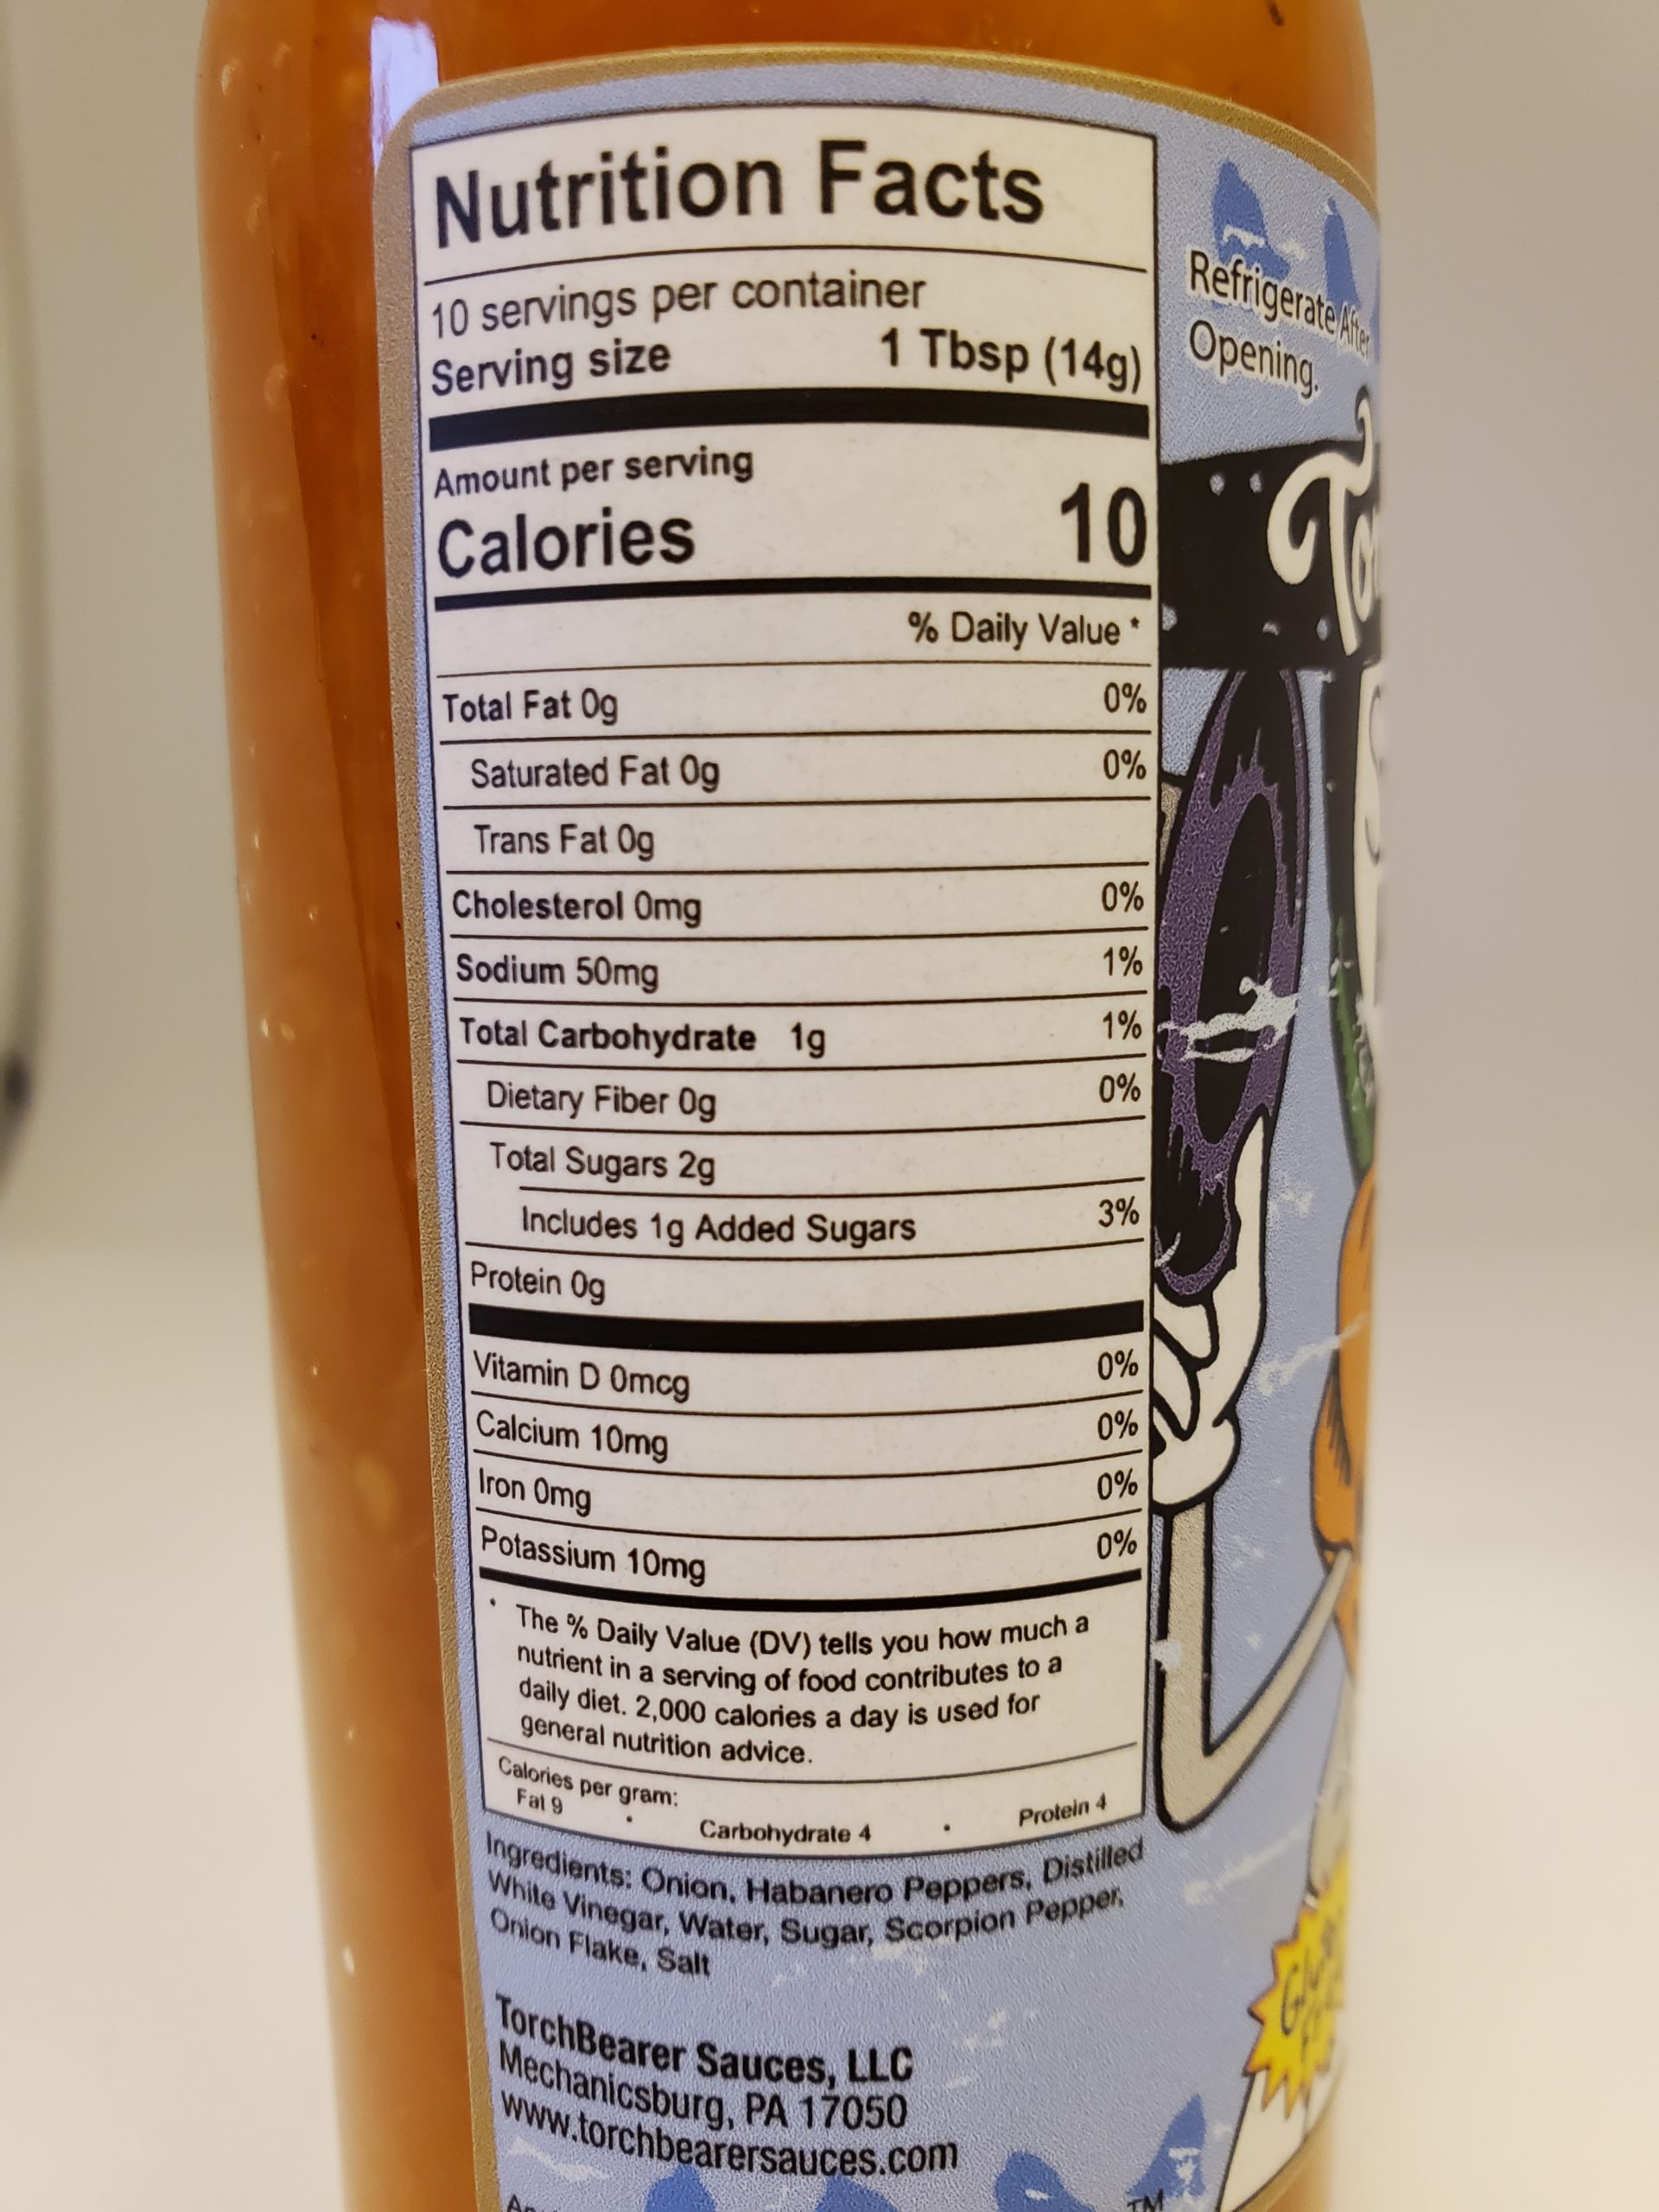 Nutrition Facts
10 servings per container
Serving size 1 Tbsp (14g)
Amount per serving
Calories 10
% Daily Value *
Total Fat 0g 0%
Saturated Fat 0g 0%
Trans Fat 0g
Cholesterol 0mg 0%
Sodium 50mg 1%
Total Carbohydrate 1g 1%
Dietary Fiber 0g 0%
Total Sugars 2g
Includes 1g Added Sugars 3%
Protein 0g
Vitamin D 0mcg 0%
Calcium 10mg 0%
Iron 0mg 0%
Potassium 10mg 0%
* The % Daily Value (DV) tells you how much a
nutrient in a serving of food contributes to a
daily diet. 2,000 calories a day is used for
general nutrition advice.
Calories per gram:
Fat 9 • Carbohydrate 4 • Protein 4
Ingredients: Onion, Habanero Peppers, Distilled
White Vinegar, Water, Sugar, Scorpion Pepper,
Onion Flake, Salt
TorchBearer Sauces, LLC
Mechanicsburg, PA 17050
www.torchbearersauces.com
TM
Refrigerate After
Opening.